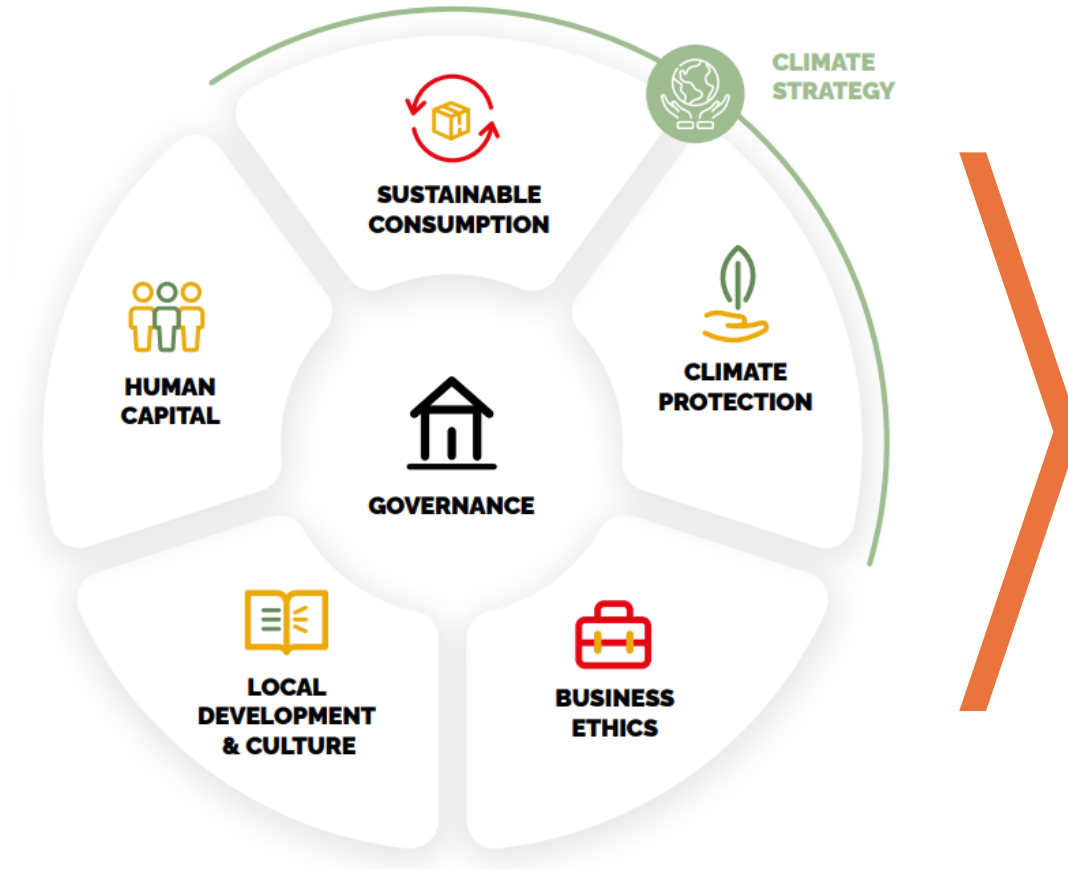 CLIMATE
STRATEGY
SUSTAINABLE
CONSUMPTION
HUMAN
CAPITAL
CLIMATE
PROTECTION
GOVERNANCE
LOCAL
DEVELOPMENT
& CULTURE
BUSINESS
ETHICS